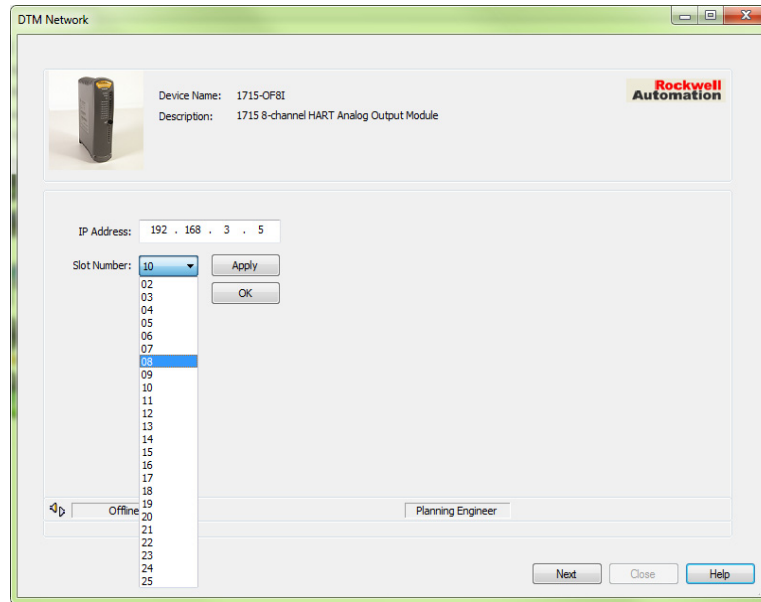 DTM Network
Device Name: 1715-OF8I
Rockwell
Automation
Description: 1715 8-channel HART Analog Output Module
IP Address: 192 . 168 . 3 . 5
Slot Number: 10 Apply
02
OK
03
04
05
06
07
08
09
10
11
12
13
14
15
16
17
18
19
Offline Planning Engineer
20
21
22
23
24
25
Next Close Help